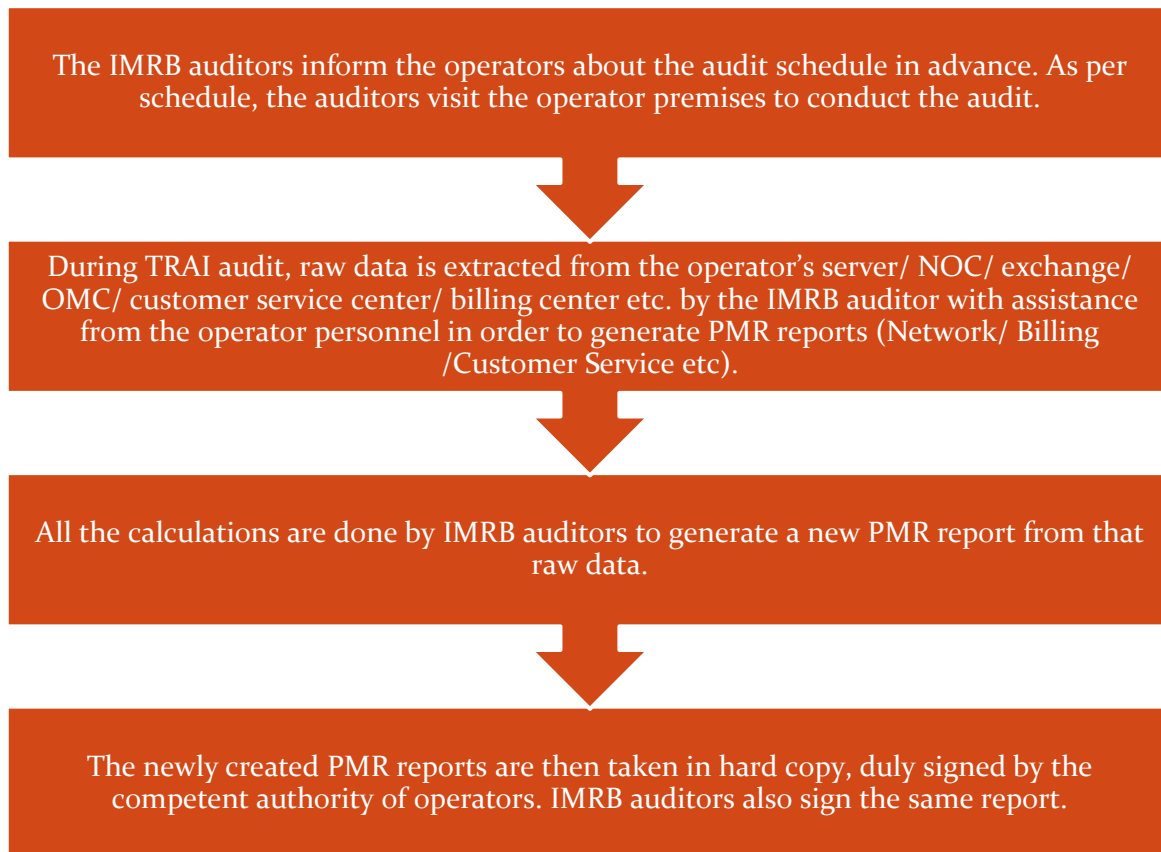 The IMRB auditors inform the operators about the audit schedule in advance. As per
schedule, the auditors visit the operator premises to conduct the audit.
During TRAI audit, raw data is extracted from the operator's server/ NOC/ exchange/
OMC/ customer service center/ billing center etc. by the IMRB auditor with assistance
from the operator personnel in order to generate PMR reports (Network/ Billing
/Customer Service etc).
All the calculations are done by IMRB auditors to generate a new PMR report from that
raw data.
The newly created PMR reports are then taken in hard copy, duly signed by the
competent authority of operators. IMRB auditors also sign the same report.